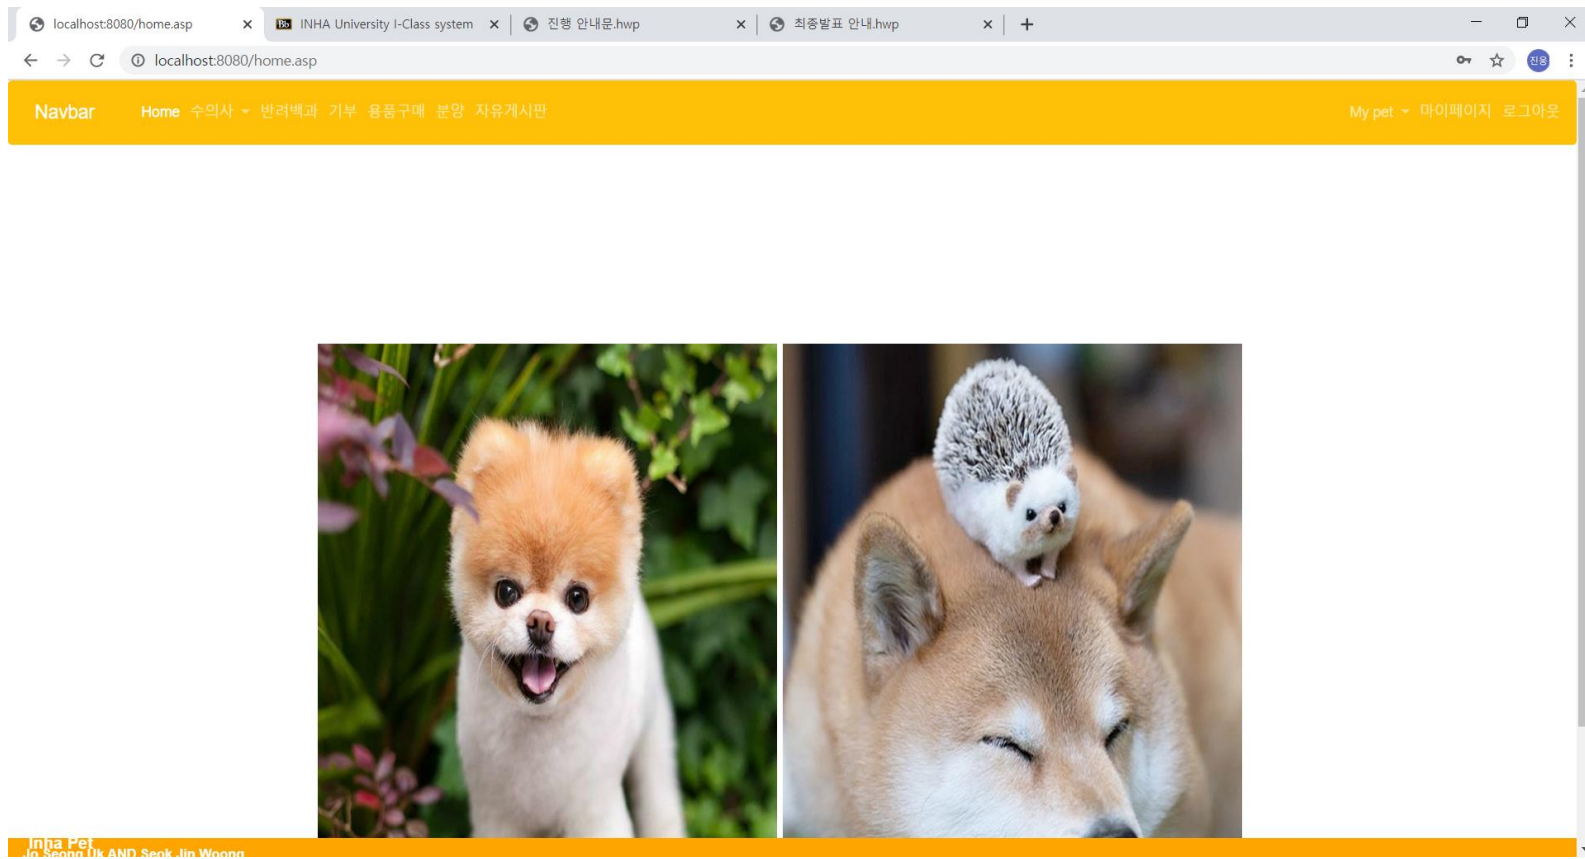 localhost:8080/home.asp
INHA University I-Class system
진행 안내문.hwp
최종발표 안내.hwp
localhost:8080/home.asp
진웅
Navbar Home 수의사 반려백과 기부 용품구매 분양 자유게시판 My pet 마이페이지 로그아웃
Inha Pet
Jo Seong Uk AND Seok Jin Woong